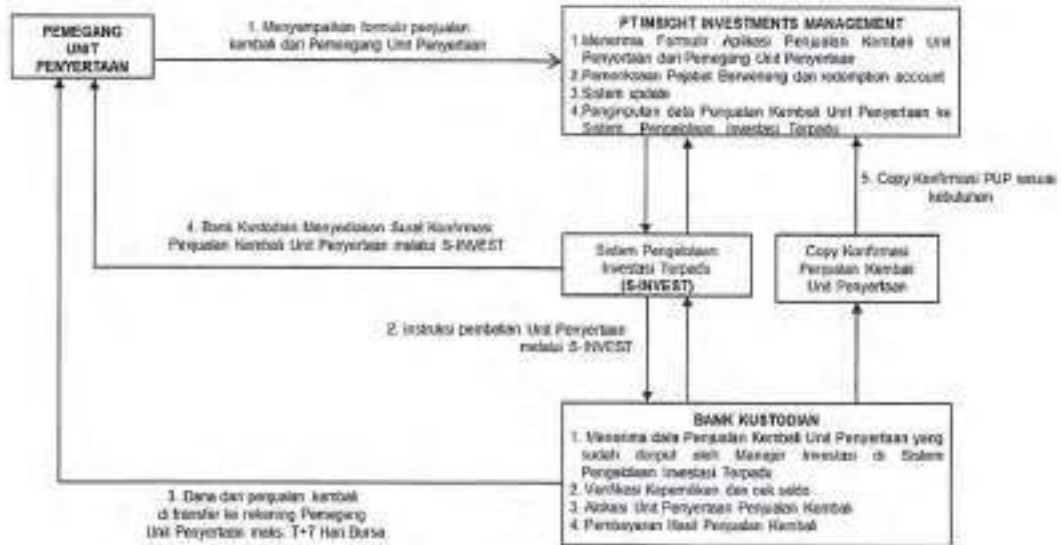 PEMEGANG
UNIT
PENYERTAAN
1. Menyampaikan formulir penjualan
kembali dari Pemengang Unit Penyertaan
PT INSIGHT INVESTMENTS MANAGEMENT
1.Menerima Formulir Aplikasi Penjualan Kembali Unit
Penyertaan dari Pemegang Unit Penyertaan
2.Pemeriksaan Pejabat Berwenang dan redemption account
3.Sistem update
4.Penginputan data Penjualan Kembali Unit Penyertaan ke
Sistem Pengelolaan Investasi Terpadu
5. Copy Konfirmasi PUP sesuai
kebutuhan
4. Bank Kustodian Menyediakan Surat Konfirmasi
Penjualan Kembali Unit Penyertaan melalui S-INVEST
Sistem Pengelolaan
Investasi Terpadu
(S-INVEST)
Copy Konfirmasi
Penjualan Kembali
Unit Penyertaan
2. Instruksi pembelian Unit Penyertaan
melalui S-INVEST
BANK KUSTODIAN
1. Menerima data Penjualan Kembali Unit Penyertaan yang
sudah diinput oleh Manajer Investasi di Sistem
Pengelolaan Investasi Terpadu
2. Verifikasi Kepemilikan dan cek saldo
3. Alokasi Unit Penyertaan Penjualan Kembali
4. Pembayaran Hasil Penjualan Kembali
3. Dana dari penjualan kembali
di transfer ke rekening Pemegang
Unit Penyertaan maks. T+7 Hari Bursa